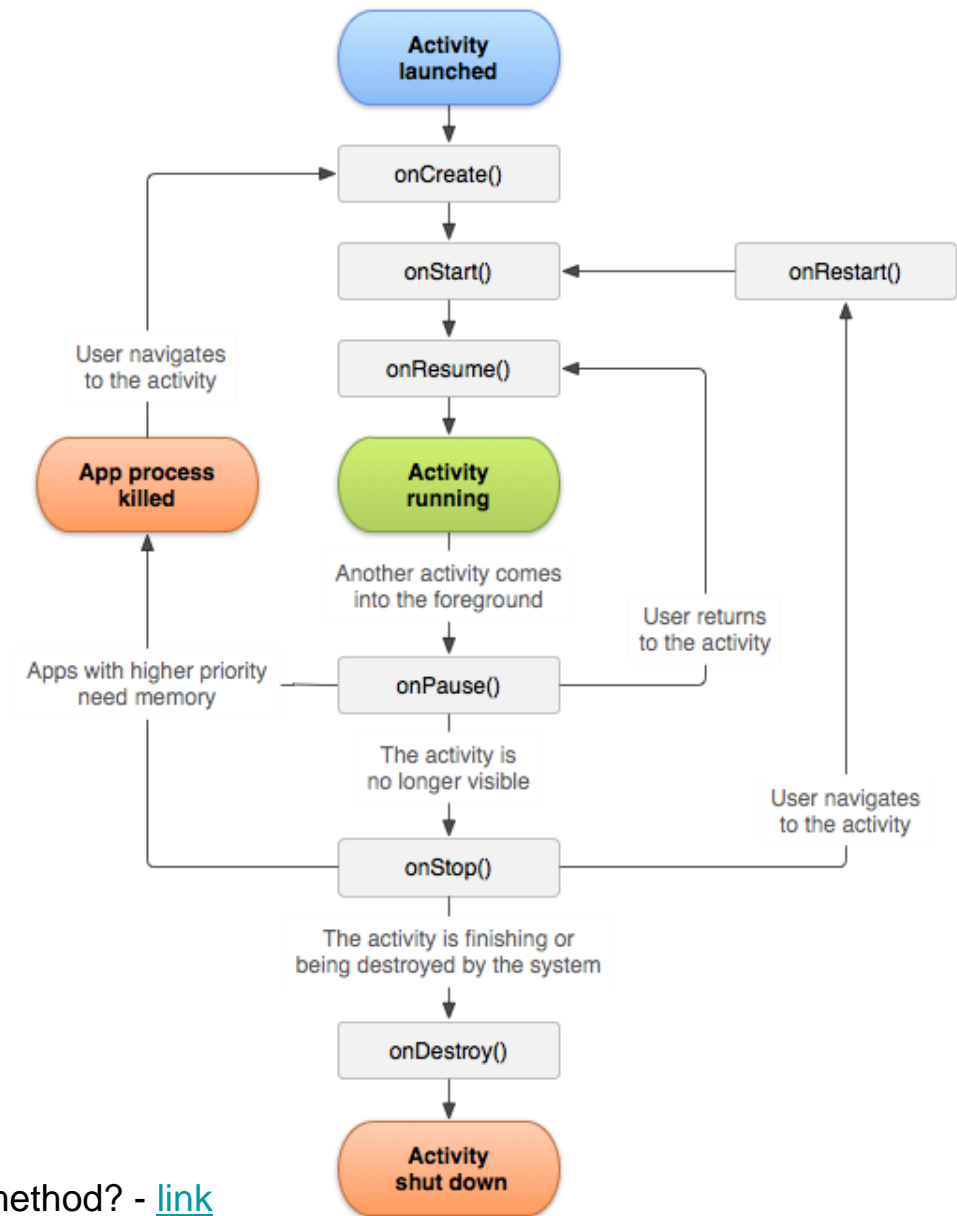 Activity
launched
onCreate()
onStart()
onRestart()
onResume()
User navigates
to the activity
App process
killed
Activity
running
Another activity comes
into the foreground
User returns
to the activity
Apps with higher priority
need memory
onPause()
The activity is
no longer visible
User navigates
to the activity
onStop()
The activity is finishing or
being destroyed by the system
onDestroy()
Activity
shut down
method? - link